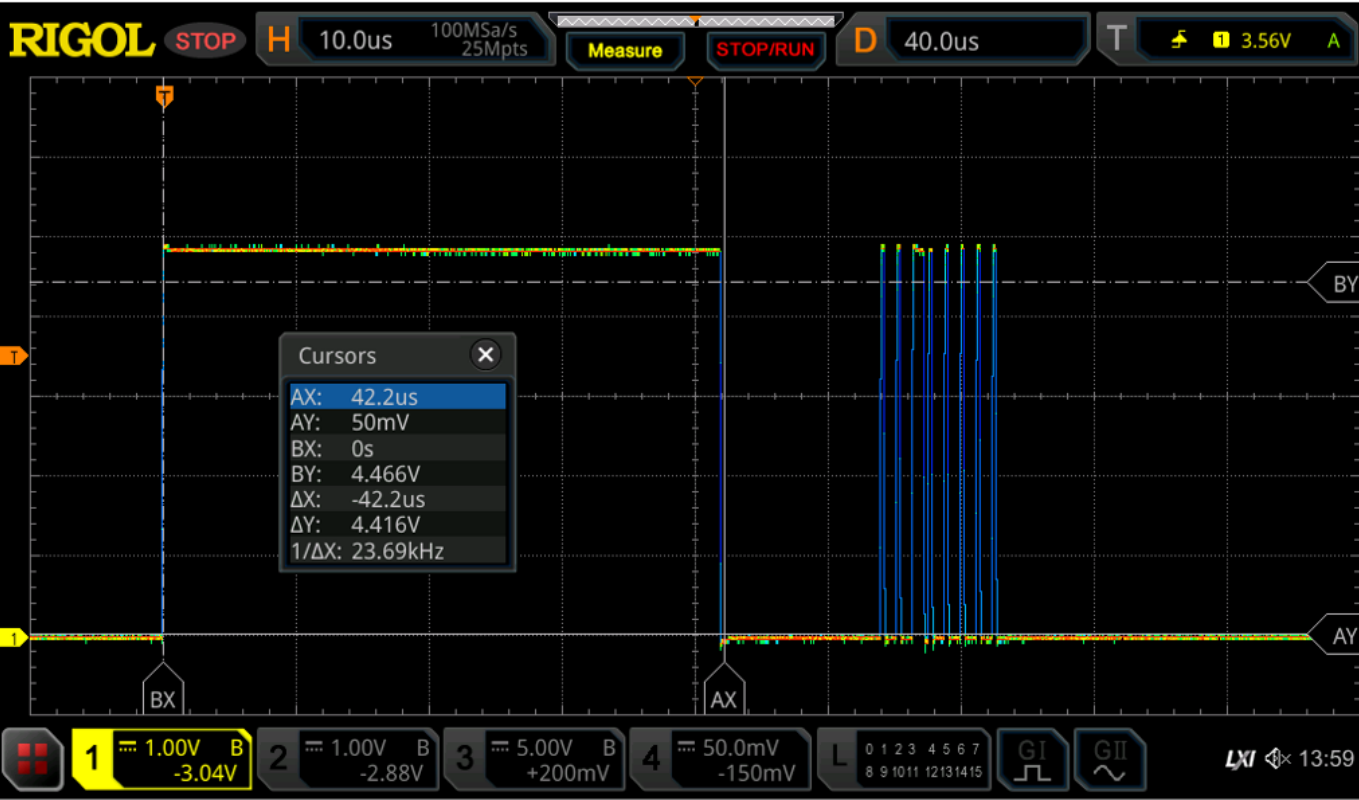 RIGOL STOP H 10.0us 100MSa/s 25Mpts Measure STOP/RUN D 40.0us T 1 3.56V A
T
BY
T
Cursors
AX: 42.2us
AY: 50mV
BX: 0s
BY: 4.466V
ΔX: -42.2us
ΔY: 4.416V
1/ΔX: 23.69kHz
1
AY
BX AX
1 1.00V B -3.04V
2 1.00V B -2.88V
3 5.00V B +200mV
4 50.0mV -150mV
L 0 1 2 3 4 5 6 7
8 9 10 11 12 13 14 15
GI GII
LXI 13:59